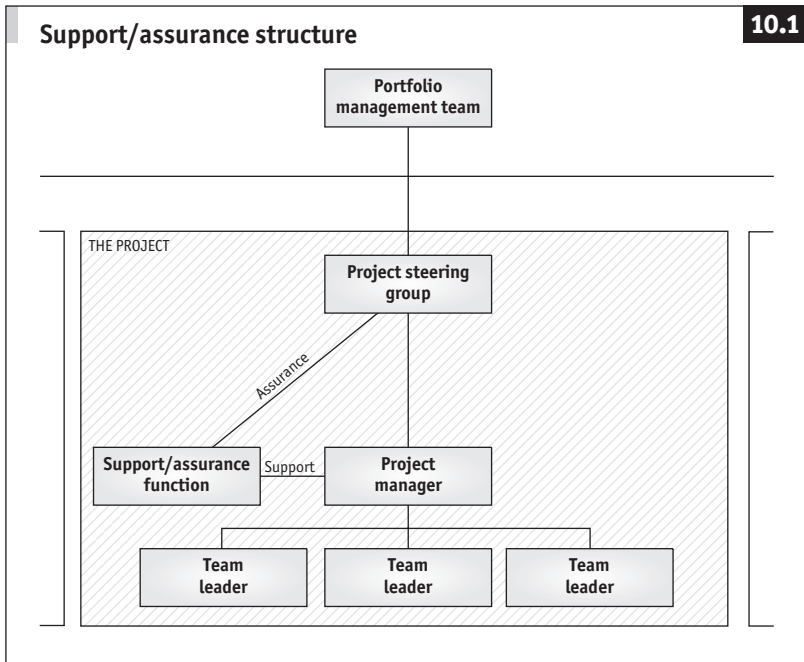 Support/assurance structure
10.1
Portfolio
management team
THE PROJECT
Project steering
group
Assurance
Support/assurance
function
Support
Project
manager
Team
leader
Team
leader
Team
leader